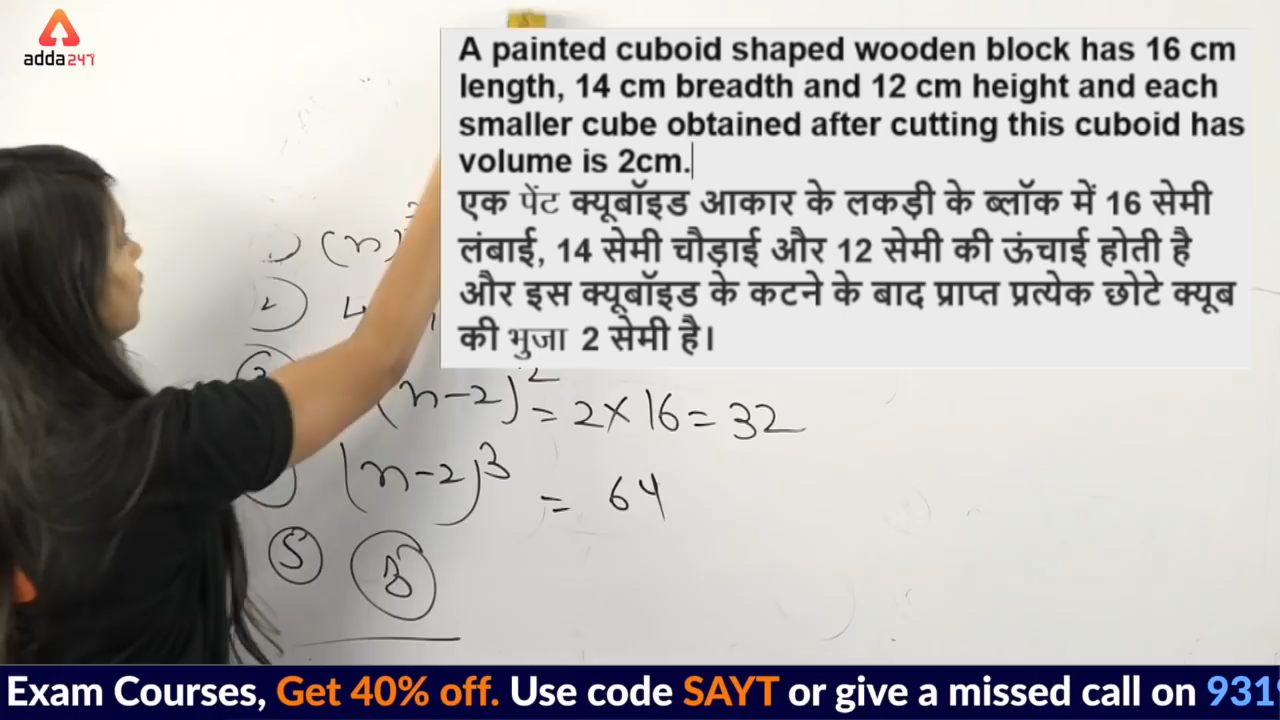 adda247
A painted cuboid shaped wooden block has 16 cm
length, 14 cm breadth and 12 cm height and each
smaller cube obtained after cutting this cuboid has
volume is 2cm.
एक पेंट क्यूबॉइड आकार के लकड़ी के ब्लॉक में 16 सेमी
लंबाई, 14 सेमी चौड़ाई और 12 सेमी की ऊंचाई होती है
और इस क्यूबॉइड के कटने के बाद प्राप्त प्रत्येक छोटे क्यूब
की भुजा 2 सेमी है।
(n)
(n-2)² = 2×16=32
(n-2)³ = 64
5 8
Exam Courses, Get 40% off. Use code SAYT or give a missed call on 931